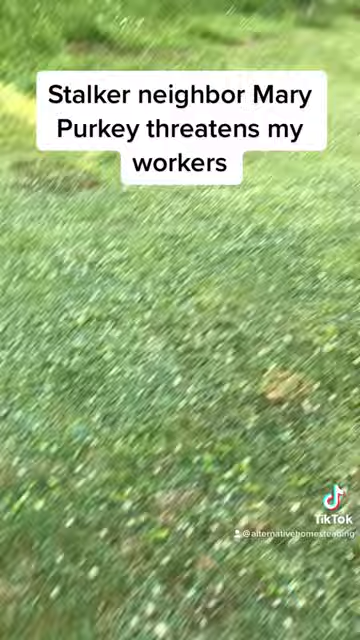 Stalker neighbor Mary
Purkey threatens my
workers
TikTok
@alternativehomesteading